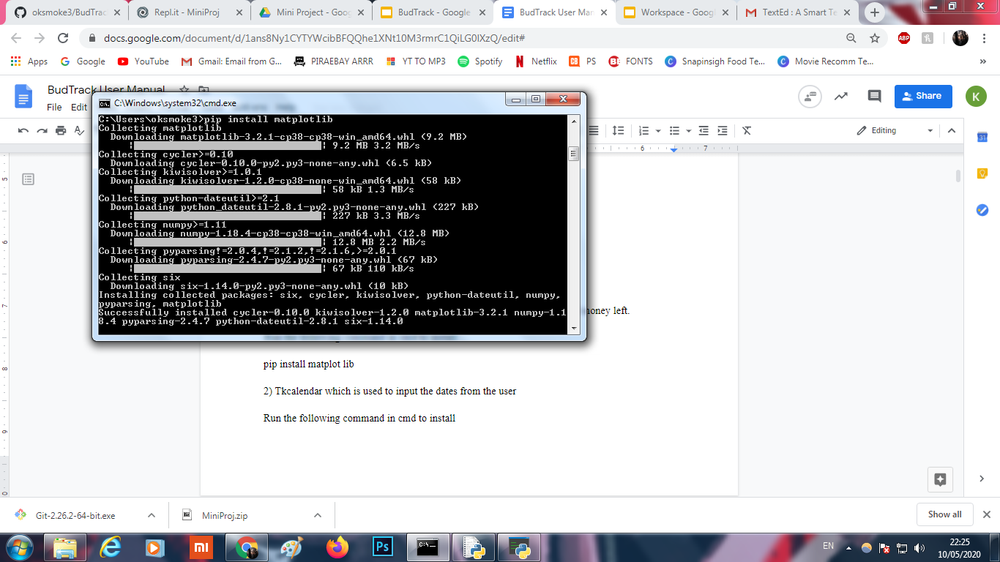 oksmoke3/BudTrac
Repl.it - MiniProj
Mini Project - Goog
BudTrack - Google
BudTrack User Man
Workspace - Googl
TextEd : A Smart Te
docs.google.com/document/d/1ans8Ny1CYTYWcibBFQQhe1XNt10M3rmrC1QiLG0lXzQ/edit#
ABP
Apps
Google
YouTube
Gmail: Email from G...
PIRAEBAY ARRR
YT TO MP3
Spotify
Netflix
PS
FONTS
Snapinsigh Food Te...
Movie Recomm Te...
BudTrack User Manual
File Edit
Share
K
Editing
6 7
C:\Windows\system32\cmd.exe
C:\Users\oksmoke3>pip install matplotlib
Collecting matplotlib
Downloading matplotlib-3.2.1-cp38-cp38-win_amd64.whl (9.2 MB)
9.2 MB 3.2 MB/s
Collecting cycler>=0.10
Downloading cycler-0.10.0-py2.py3-none-any.whl (6.5 kB)
Collecting kiwisolver>=1.0.1
Downloading kiwisolver-1.2.0-cp38-none-win_amd64.whl (58 kB)
58 kB 1.3 MB/s
Collecting python-dateutil>=2.1
Downloading python_dateutil-2.8.1-py2.py3-none-any.whl (227 kB)
227 kB 3.3 MB/s
Collecting numpy>=1.11
Downloading numpy-1.18.4-cp38-cp38-win_amd64.whl (12.8 MB)
12.8 MB 2.2 MB/s
Collecting pyparsing!=2.0.4,!=2.1.2,!=2.1.6,>=2.0.1
Downloading pyparsing-2.4.7-py2.py3-none-any.whl (67 kB)
67 kB 110 kB/s
Collecting six
Downloading six-1.14.0-py2.py3-none-any.whl (10 kB)
Installing collected packages: six, cycler, kiwisolver, python-dateutil, numpy,
pyparsing, matplotlib
Successfully installed cycler-0.10.0 kiwisolver-1.2.0 matplotlib-3.2.1 numpy-1.1
8.4 pyparsing-2.4.7 python-dateutil-2.8.1 six-1.14.0
money left.
pip install matplot lib
2) Tkcalendar which is used to input the dates from the user
Run the following command in cmd to install
Git-2.26.2-64-bit.exe
MiniProj.zip
Show all
EN
22:25
10/05/2020